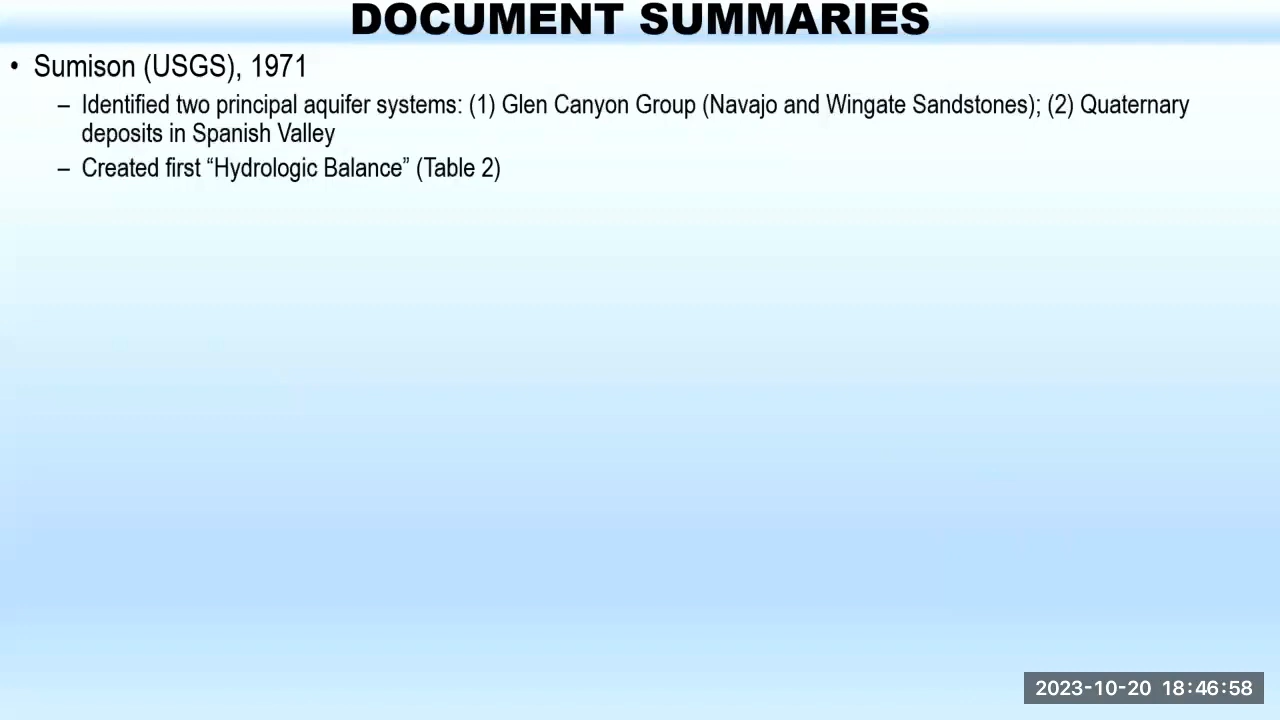 DOCUMENT SUMMARIES
• Sumison (USGS), 1971
– Identified two principal aquifer systems: (1) Glen Canyon Group (Navajo and Wingate Sandstones); (2) Quaternary
deposits in Spanish Valley
– Created first “Hydrologic Balance” (Table 2)
2023-10-20 18:46:58